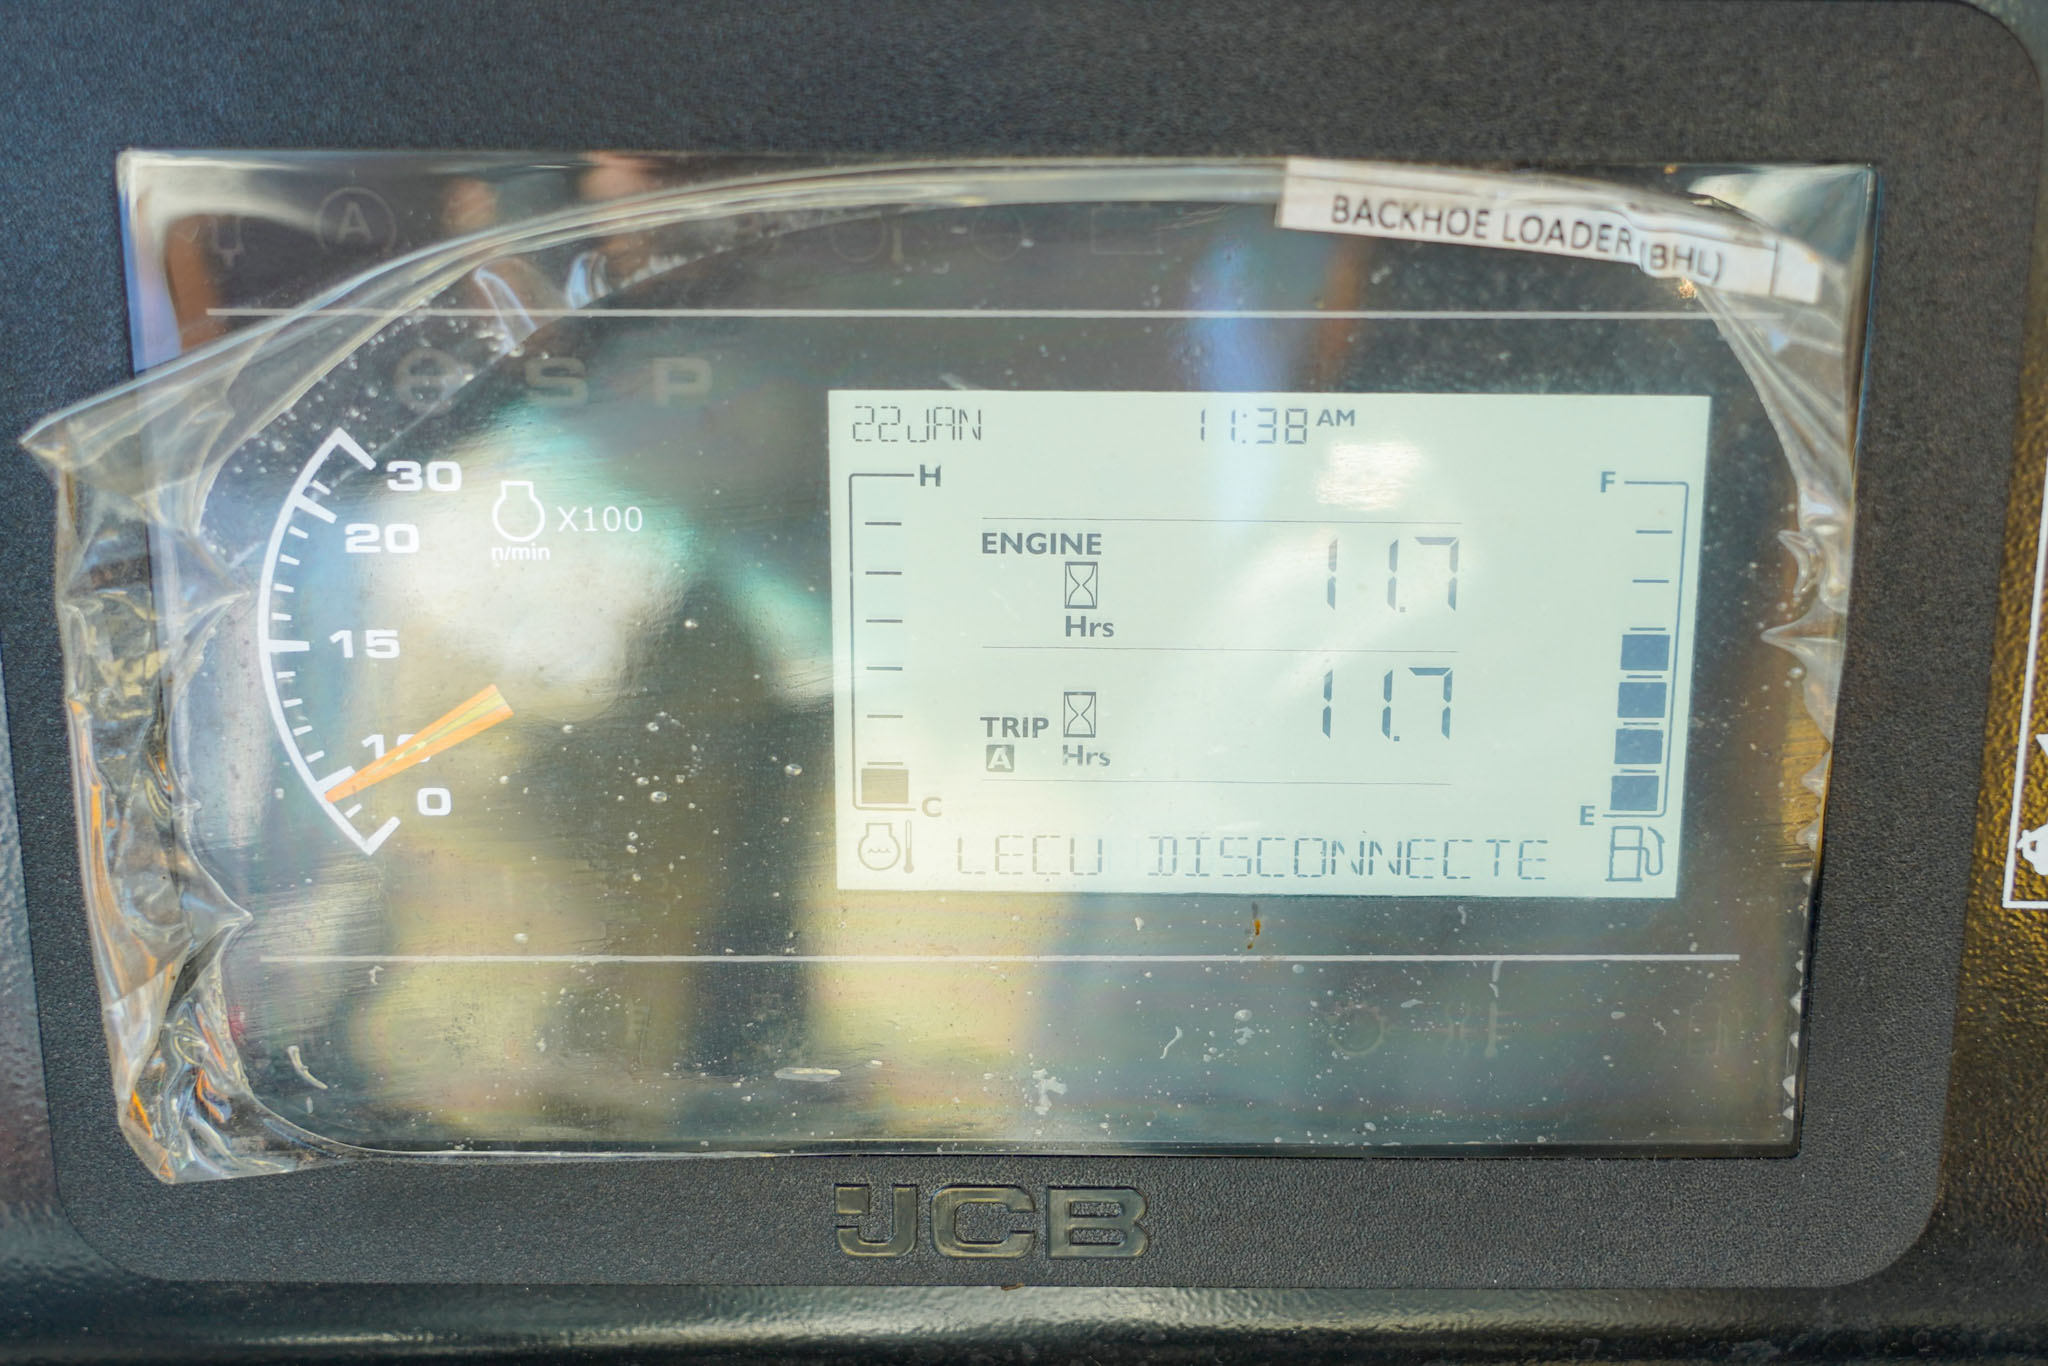 BACKHOE LOADER (BHL)
A
S P
22JAN 11:38 AM
30
20
15
10
0
X100
n/min
H
C
F
E
ENGINE 11.7
Hrs
TRIP 11.7
A Hrs
LECU DISCONNECTE
JCB